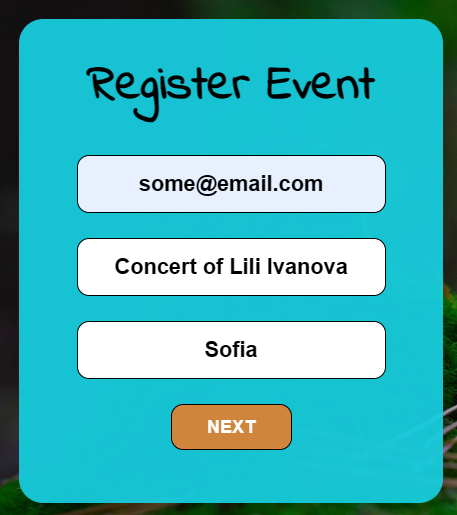 Register Event
some@email.com
Concert of Lili Ivanova
Sofia
NEXT